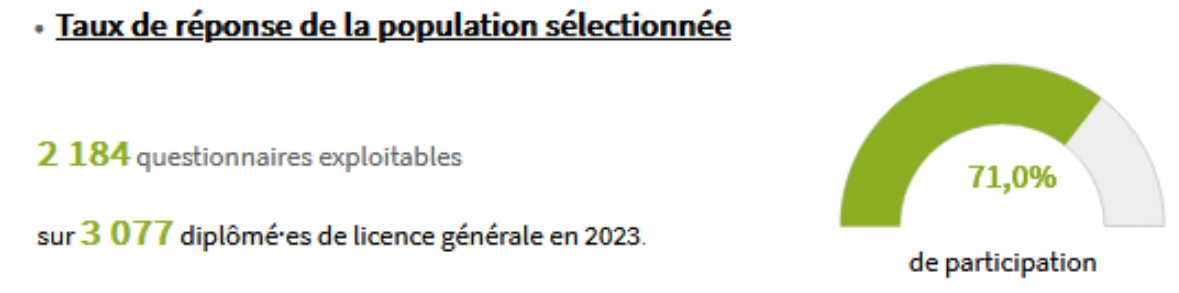 • Taux de réponse de la population sélectionnée
2 184 questionnaires exploitables
sur 3 077 diplômé·es de licence générale en 2023.
71,0%
de participation